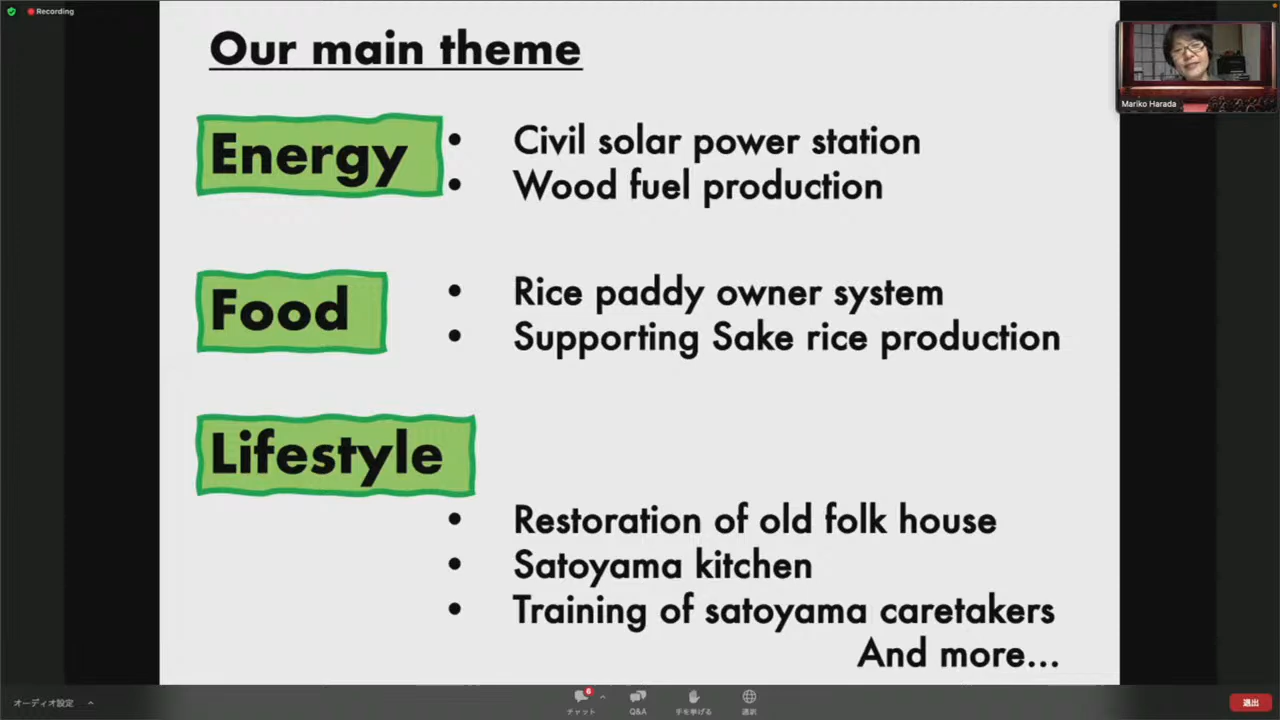 Recording
Our main theme
Mariko Harada
Energy
• Civil solar power station
• Wood fuel production
Food
• Rice paddy owner system
• Supporting Sake rice production
Lifestyle
• Restoration of old folk house
• Satoyama kitchen
• Training of satoyama caretakers
And more...
オーディオ設定
6
チャット
Q&A
手を挙げる
通訳
退出